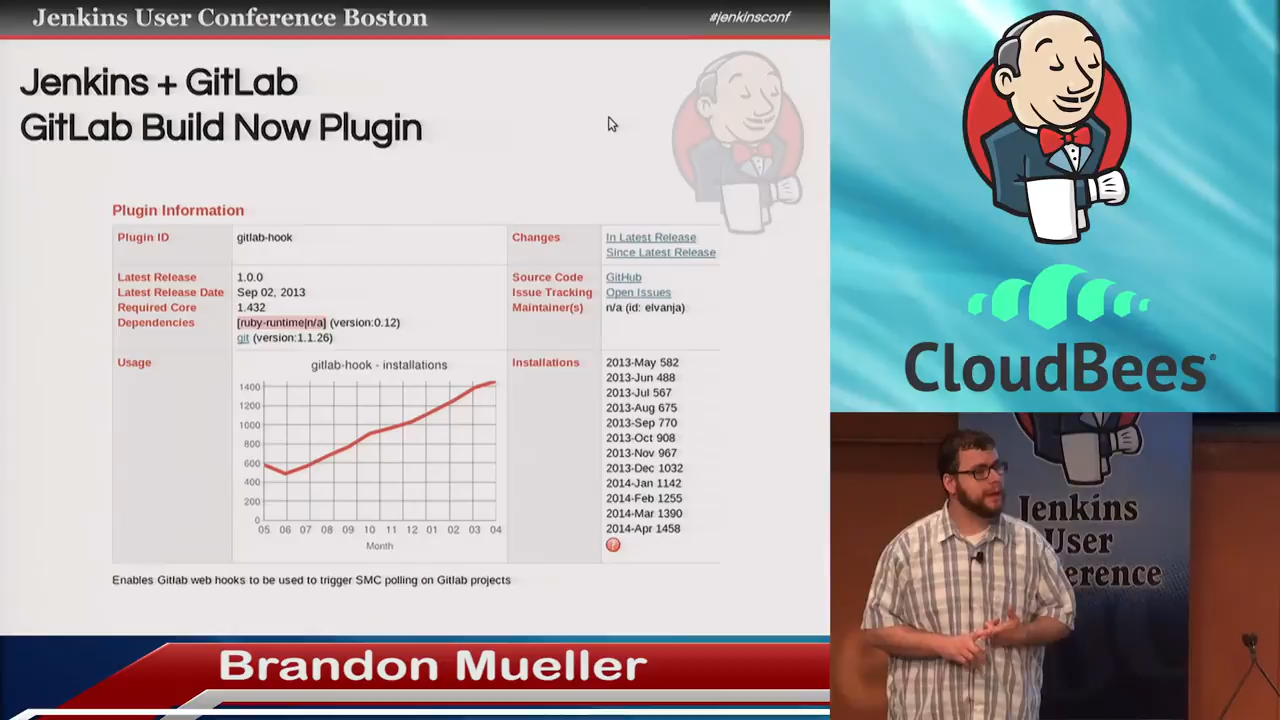 Jenkins User Conference Boston
#jenkinsconf
Jenkins + GitLab
GitLab Build Now Plugin
Plugin Information
Plugin ID gitlab-hook
Changes In Latest Release
Since Latest Release
Latest Release 1.0.0
Latest Release Date Sep 02, 2013
Required Core 1.432
Dependencies [ruby-runtime|n/a] (version:0.12)
git (version:1.1.26)
Source Code GitHub
Issue Tracking Open Issues
Maintainer(s) n/a (id: elvanja)
Usage
gitlab-hook - installations
1400
1200
1000
800
600
400
200
0
05 06 07 08 09 10 11 12 01 02 03 04
Month
Installations
2013-May 582
2013-Jun 488
2013-Jul 567
2013-Aug 675
2013-Sep 770
2013-Oct 908
2013-Nov 967
2013-Dec 1032
2014-Jan 1142
2014-Feb 1255
2014-Mar 1390
2014-Apr 1458
?
Enables Gitlab web hooks to be used to trigger SMC polling on Gitlab projects
Brandon Mueller
CloudBees
Jenkins
User
erence